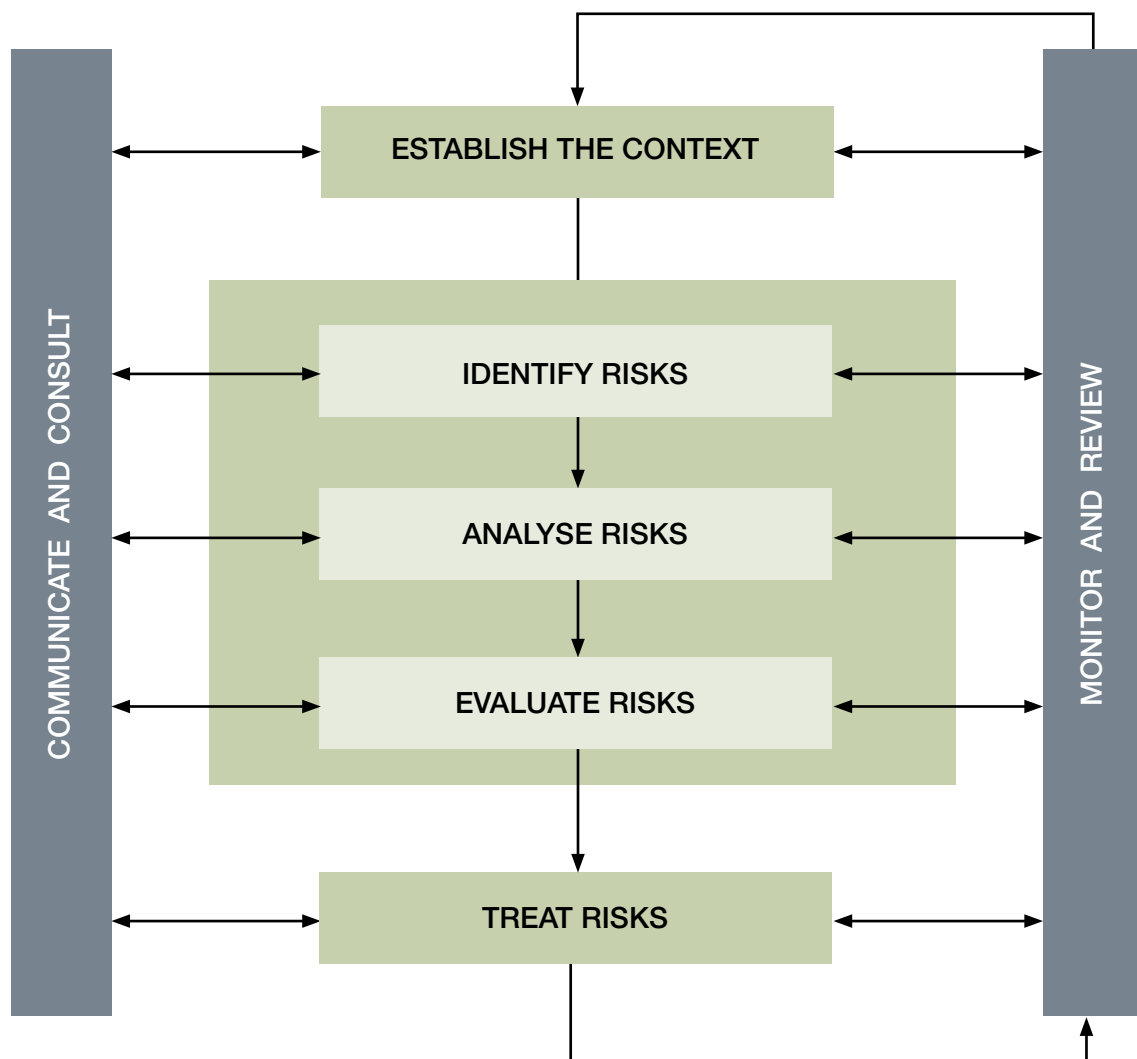 ESTABLISH THE CONTEXT
COMMUNICATE AND CONSULT
IDENTIFY RISKS
ANALYSE RISKS
EVALUATE RISKS
TREAT RISKS
MONITOR AND REVIEW